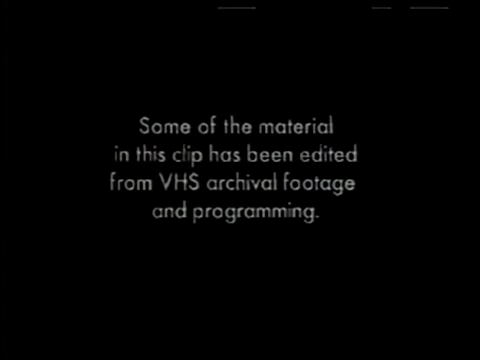 Some of the material
in this clip has been edited
from VHS archival footage
and programming.